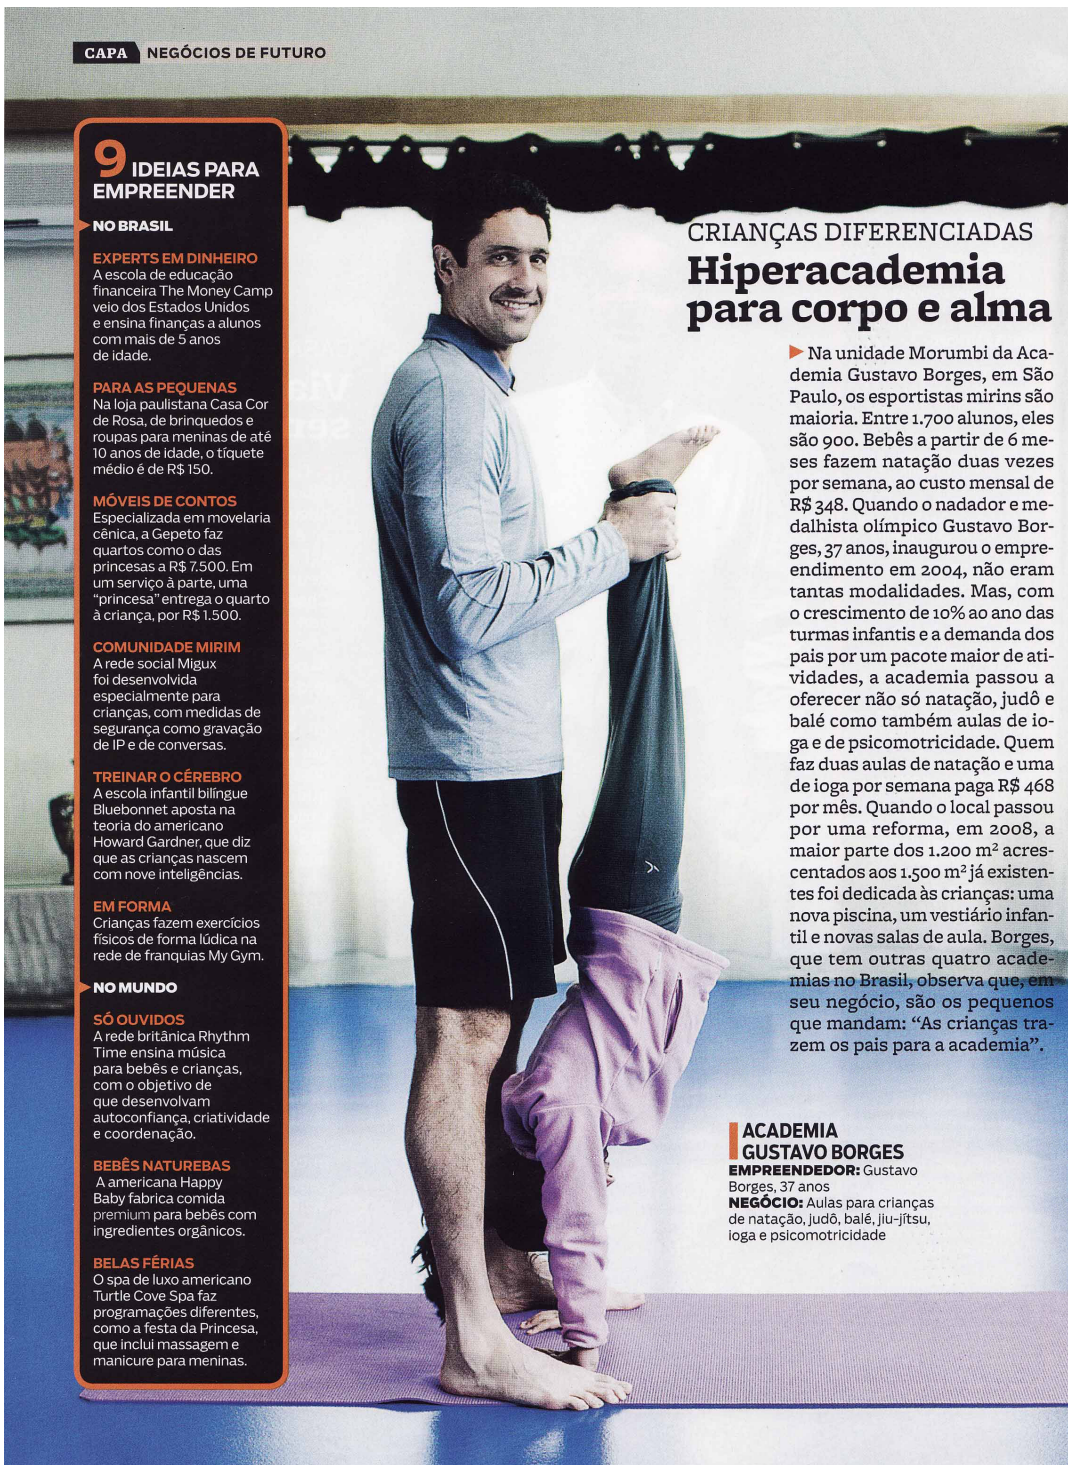 CAPA NEGÓCIOS DE FUTURO
9 IDEIAS PARA
EMPREENDER
NO BRASIL
EXPERTS EM DINHEIRO
A escola de educação
financeira The Money Camp
veio dos Estados Unidos
e ensina finanças a alunos
com mais de 5 anos
de idade.
PARA AS PEQUENAS
Na loja paulistana Casa Cor
de Rosa, de brinquedos e
roupas para meninas de até
10 anos de idade, o tíquete
médio é de R$ 150.
MÓVEIS DE CONTOS
Especializada em movelaria
cênica, a Gepeto faz
quartos como o das
princesas a R$ 7.500. Em
um serviço à parte, uma
“princesa” entrega o quarto
à criança, por R$ 1.500.
COMUNIDADE MIRIM
A rede social Migux
foi desenvolvida
especialmente para
crianças, com medidas de
segurança como gravação
de IP e de conversas.
TREINAR O CÉREBRO
A escola infantil bilíngue
Bluebonnet aposta na
teoria do americano
Howard Gardner, que diz
que as crianças nascem
com nove inteligências.
EM FORMA
Crianças fazem exercícios
físicos de forma lúdica na
rede de franquias My Gym.
NO MUNDO
SÓ OUVIDOS
A rede britânica Rhythm
Time ensina música
para bebês e crianças,
com o objetivo de
que desenvolvam
autoconfiança, criatividade
e coordenação.
BEBÊS NATUREBAS
A americana Happy
Baby fabrica comida
premium para bebês com
ingredientes orgânicos.
BELAS FÉRIAS
O spa de luxo americano
Turtle Cove Spa faz
programações diferentes,
como a festa da Princesa,
que inclui massagem e
manicure para meninas.
CRIANÇAS DIFERENCIADAS
Hiperacademia
para corpo e alma
Na unidade Morumbi da Aca-
demia Gustavo Borges, em São
Paulo, os esportistas mirins são
maioria. Entre 1.700 alunos, eles
são 900. Bebês a partir de 6 me-
ses fazem natação duas vezes
por semana, ao custo mensal de
R$ 348. Quando o nadador e me-
dalhista olímpico Gustavo Bor-
ges, 37 anos, inaugurou o empre-
endimento em 2004, não eram
tantas modalidades. Mas, com
o crescimento de 10% ao ano das
turmas infantis e a demanda dos
pais por um pacote maior de ati-
vidades, a academia passou a
oferecer não só natação, judô e
balé como também aulas de io-
ga e de psicomotricidade. Quem
faz duas aulas de natação e uma
de ioga por semana paga R$ 468
por mês. Quando o local passou
por uma reforma, em 2008, a
maior parte dos 1.200 m² acres-
centados aos 1.500 m² já existen-
tes foi dedicada às crianças: uma
nova piscina, um vestiário infan-
til e novas salas de aula. Borges,
que tem outras quatro acade-
mias no Brasil, observa que, em
seu negócio, são os pequenos
que mandam: “As crianças tra-
zem os pais para a academia”.
ACADEMIA
GUSTAVO BORGES
EMPREENDEDOR: Gustavo
Borges, 37 anos
NEGÓCIO: Aulas para crianças
de natação, judô, balé, jiu-jítsu,
ioga e psicomotricidade